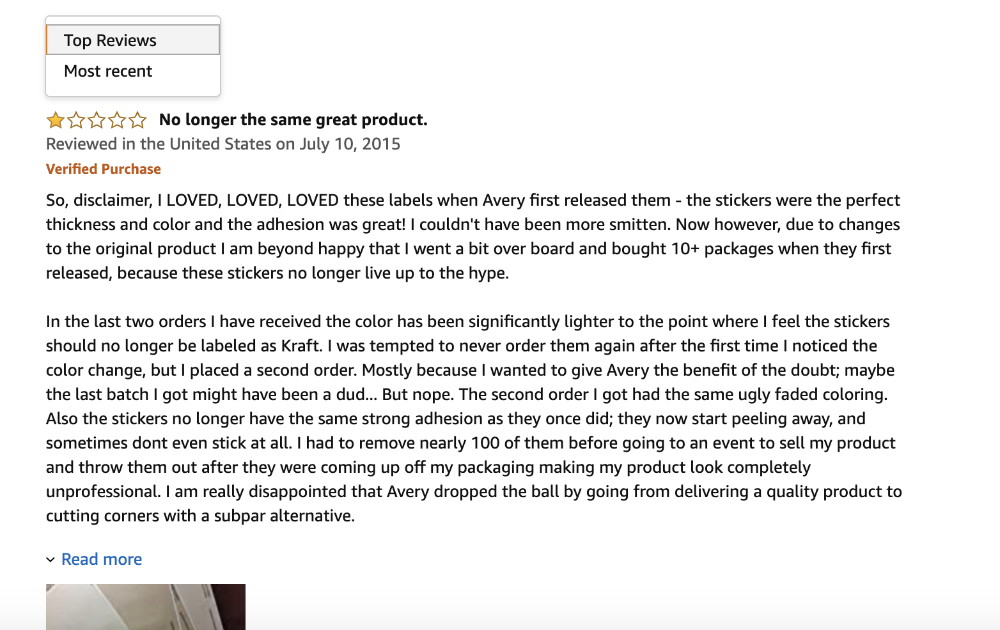 Top Reviews
Most recent
No longer the same great product.
Reviewed in the United States on July 10, 2015
Verified Purchase
So, disclaimer, I LOVED, LOVED, LOVED these labels when Avery first released them - the stickers were the perfect
thickness and color and the adhesion was great! I couldn't have been more smitten. Now however, due to changes
to the original product I am beyond happy that I went a bit over board and bought 10+ packages when they first
released, because these stickers no longer live up to the hype.
In the last two orders I have received the color has been significantly lighter to the point where I feel the stickers
should no longer be labeled as Kraft. I was tempted to never order them again after the first time I noticed the
color change, but I placed a second order. Mostly because I wanted to give Avery the benefit of the doubt; maybe
the last batch I got might have been a dud... But nope. The second order I got had the same ugly faded coloring.
Also the stickers no longer have the same strong adhesion as they once did; they now start peeling away, and
sometimes dont even stick at all. I had to remove nearly 100 of them before going to an event to sell my product
and throw them out after they were coming up off my packaging making my product look completely
unprofessional. I am really disappointed that Avery dropped the ball by going from delivering a quality product to
cutting corners with a subpar alternative.
Read more